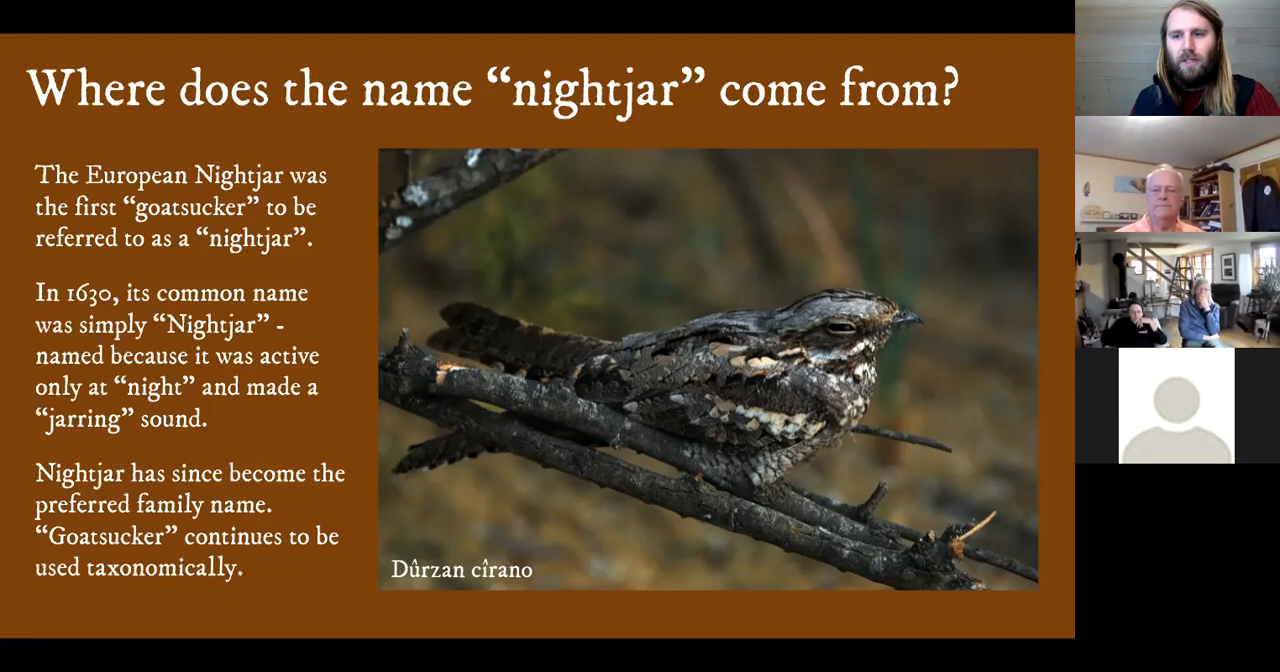 Where does the name “nightjar” come from?
The European Nightjar was
the first “goatsucker” to be
referred to as a “nightjar”.
In 1630, its common name
was simply “Nightjar” -
named because it was active
only at “night” and made a
“jarring” sound.
Nightjar has since become the
preferred family name.
“Goatsucker” continues to be
used taxonomically.
Dûrzan cîrano